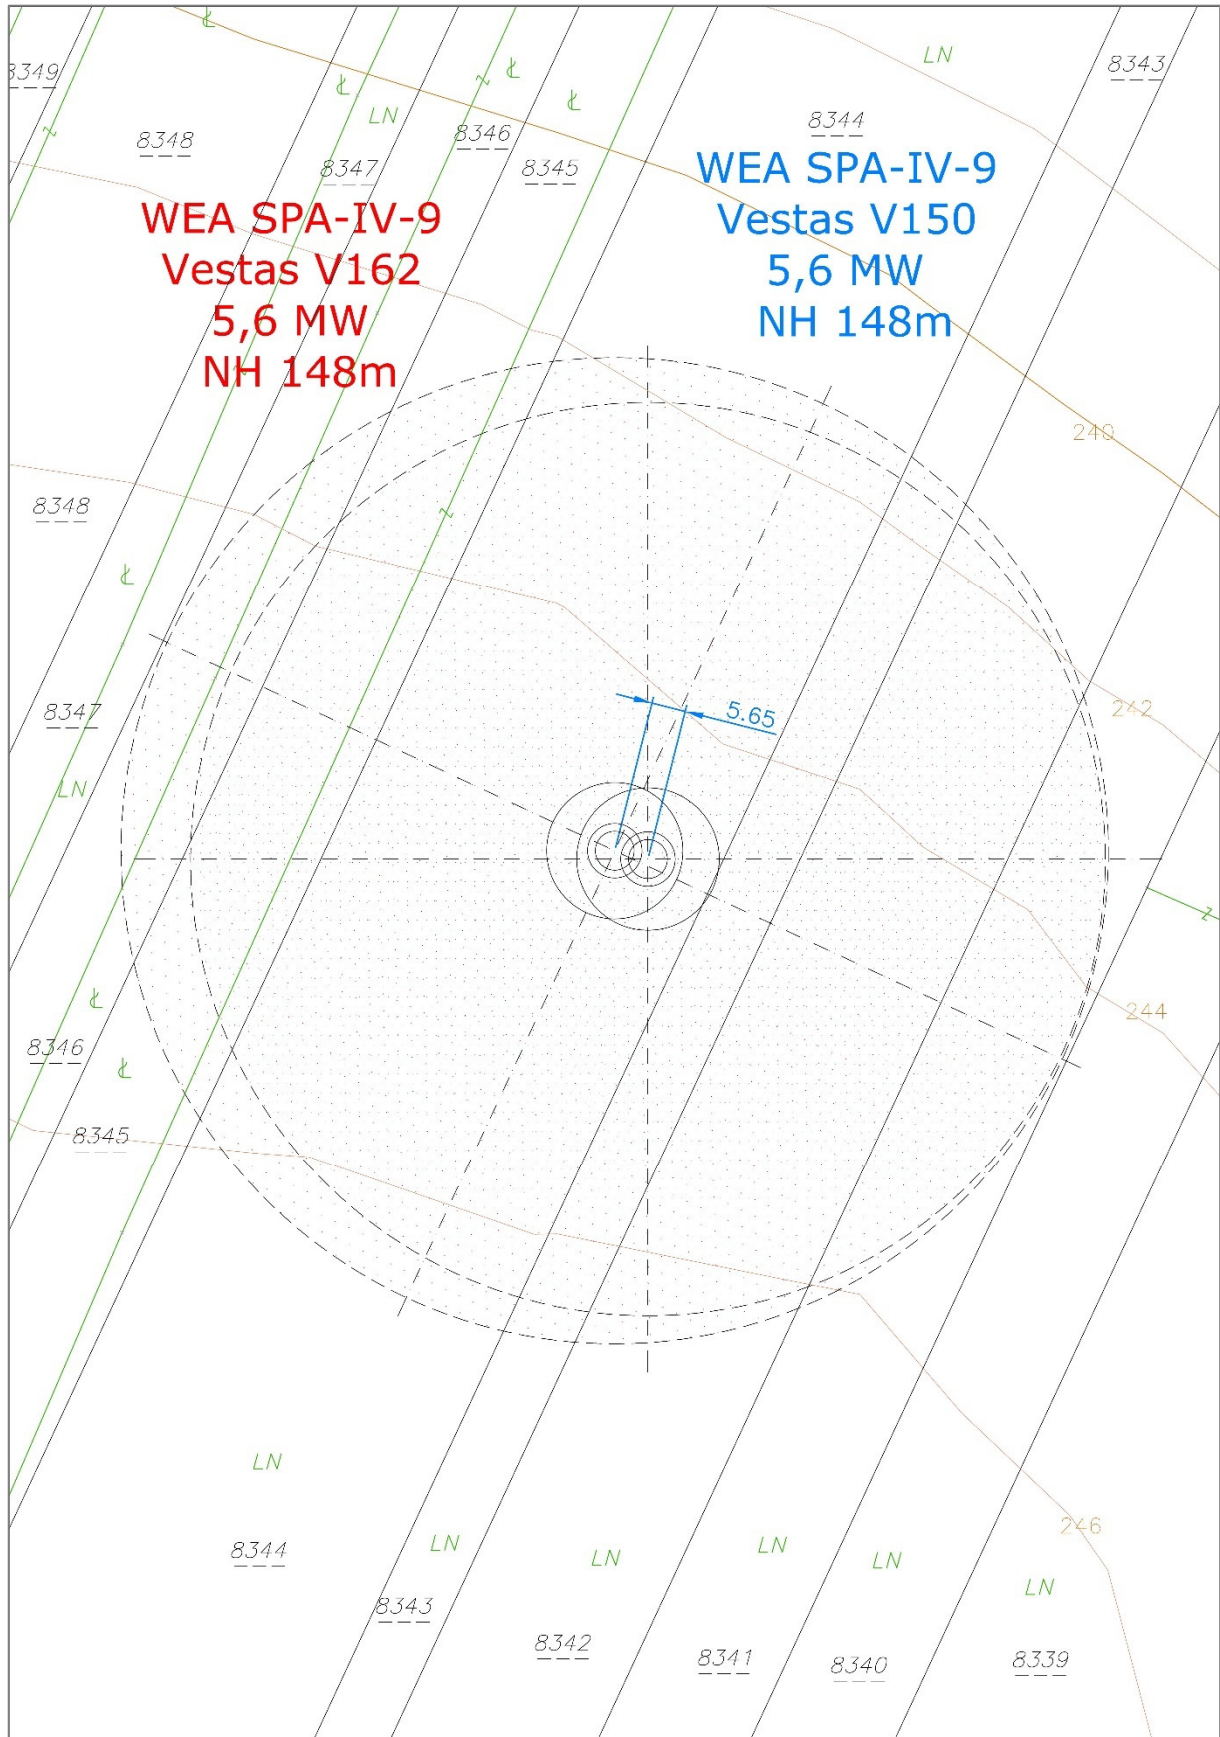 Ł
LN
8343
8349
Ł
Ł
z
Ł
LN
8344
z
8348
8346
8347
8345
WEA SPA-IV-9
Vestas V150
5,6 MW
NH 148m
WEA SPA-IV-9
Vestas V162
5,6 MW
NH 148m
z
240
8348
z
Ł
8347
242
5.65
LN
z
Ł
244
8346
Ł
8345
LN
246
8344
LN
LN
LN
LN
LN
8343
8342
8341
8340
8339